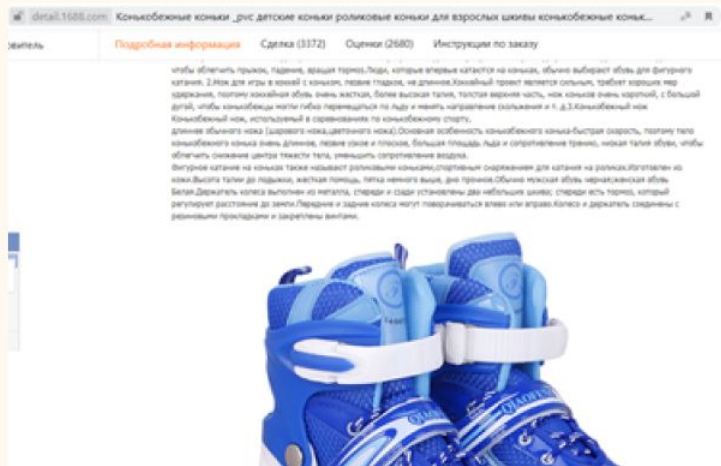 detail.1688.com Конькобежные коньки _pvc детские коньки роликовые коньки для взрослых шкивы конькобежные коньк...
овитель Подробная информация Сделка (3372) Оценки (2680) Инструкции по заказу
чтобы облегчить прыжок, падение, вращая тормоз.Люди, которые впервые катаются на коньках, обычно выбирают обувь для фигурного
катания. 2.Нож для игры в хоккей с коньком, лезвие гладкое, не длинное.Хоккейный проект является сильным, требует хороших мер
удержания, поэтому хоккейная обувь очень жесткая, более высокая талия, толстая верхняя часть, нож коньков очень короткий, с большой
дугой, чтобы конькобежцы могли гибко перемещаться по льду и менять направление скольжения и т. д.3.Конькобежный нож
Конькобежный нож, используемый в соревнованиях по конькобежному спорту,
длиннее обычного ножа (шарового ножа,цветочного ножа).Основная особенность конькобежного конька-быстрая скорость, поэтому тело
конькобежного конька очень длинное, лезвие узкое и плоское, большая площадь льда и сопротивление трению, низкая талия обуви, чтобы
облегчить снижение центра тяжести тела, уменьшить сопротивление воздуха.
Фигурное катание на коньках также называют роликовыми коньками,спортивным снаряжением для катания на роликах.Изготовлен из
кожи.Высота талии до лодыжки, жесткая помощь, пятка немного выше, дно прочное.Обычно мужская обувь черная;женская обувь
Белая.Держатель колеса выполнен из металла, спереди и сзади установлены два небольших шкива; спереди есть тормоз, который
регулирует расстояние до земли.Передние и задние колеса могут поворачиваться влево или вправо.Колесо и держатель соединены с
резиновыми прокладками и закреплены винтами.